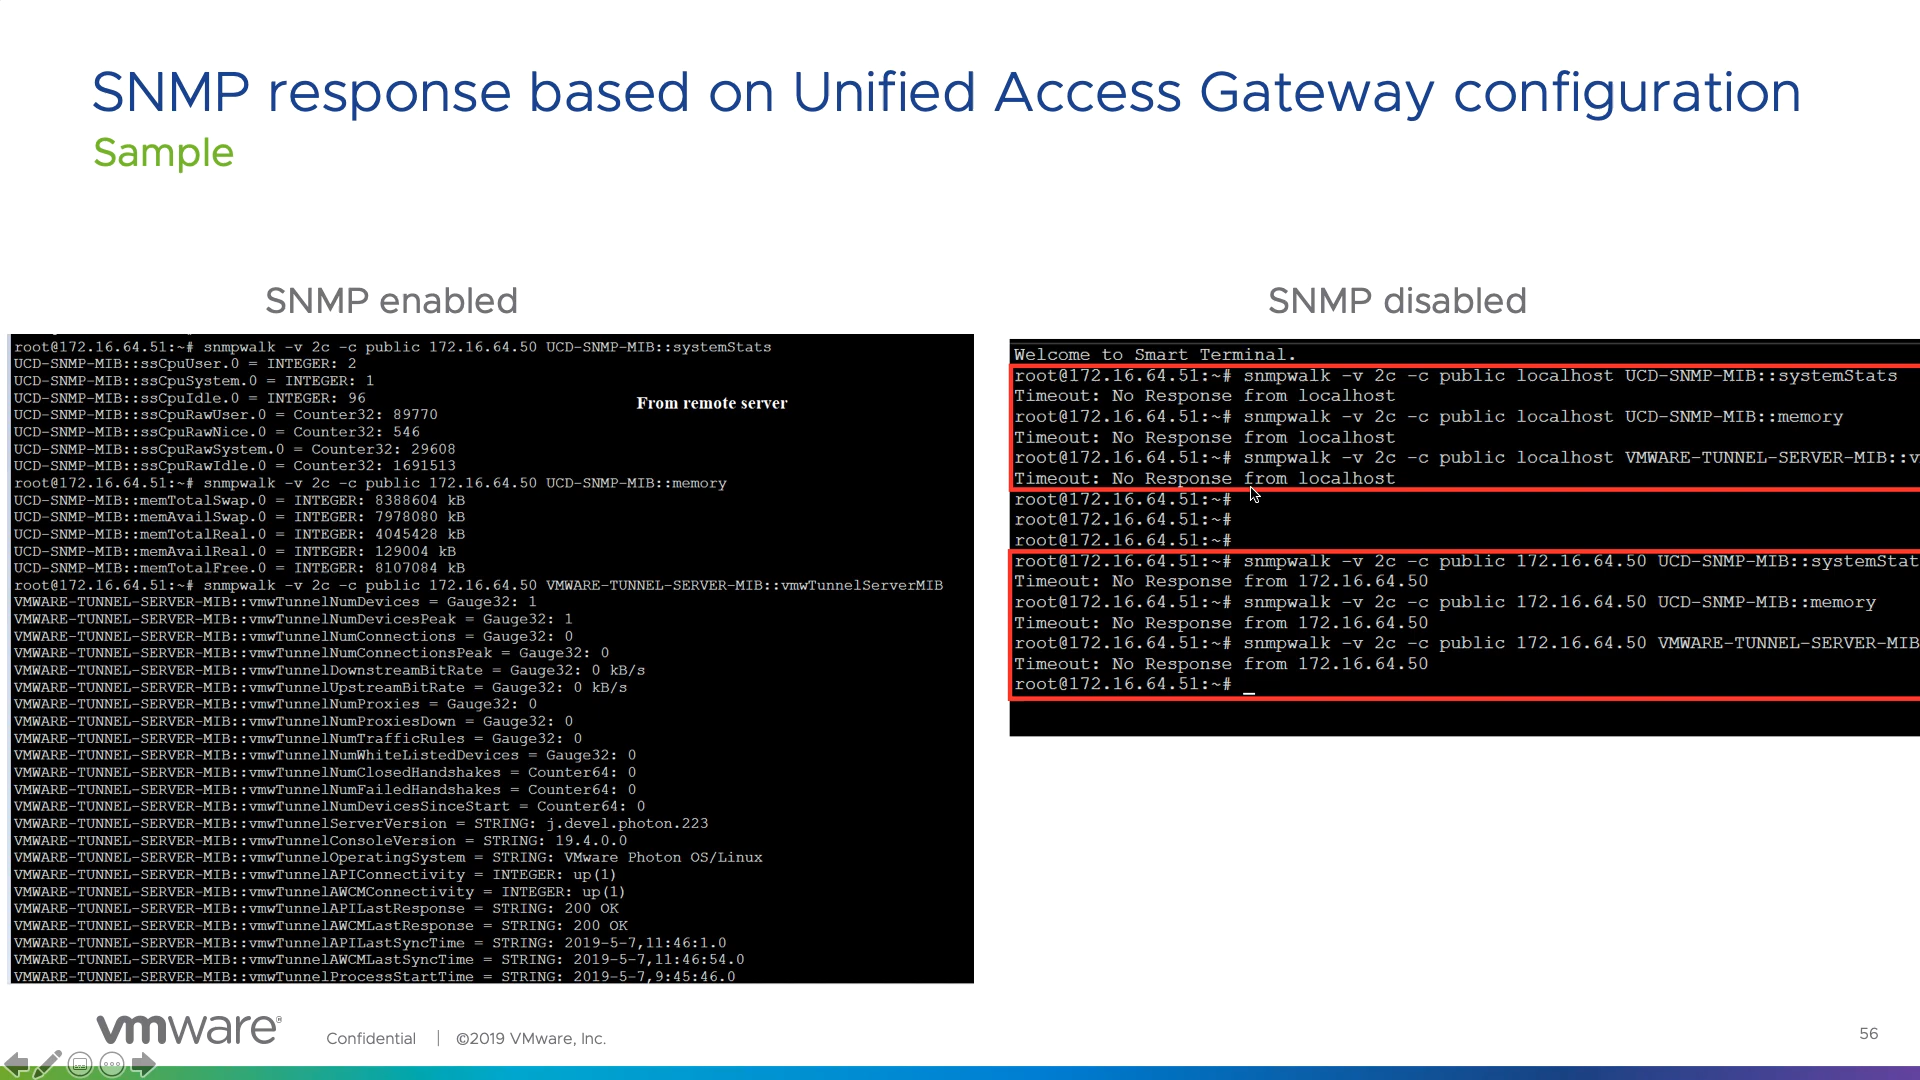 SNMP response based on Unified Access Gateway configuration
Sample
SNMP enabled
root@172.16.64.51:~# snmpwalk -v 2c -c public 172.16.64.50 UCD-SNMP-MIB::systemStats
UCD-SNMP-MIB::ssCpuUser.0 = INTEGER: 2
UCD-SNMP-MIB::ssCpuSystem.0 = INTEGER: 1
UCD-SNMP-MIB::ssCpuIdle.0 = INTEGER: 96
UCD-SNMP-MIB::ssCpuRawUser.0 = Counter32: 89770
UCD-SNMP-MIB::ssCpuRawNice.0 = Counter32: 546
UCD-SNMP-MIB::ssCpuRawSystem.0 = Counter32: 29608
UCD-SNMP-MIB::ssCpuRawIdle.0 = Counter32: 1691513
From remote server
root@172.16.64.51:~# snmpwalk -v 2c -c public 172.16.64.50 UCD-SNMP-MIB::memory
UCD-SNMP-MIB::memTotalSwap.0 = INTEGER: 8388604 kB
UCD-SNMP-MIB::memAvailSwap.0 = INTEGER: 7978080 kB
UCD-SNMP-MIB::memTotalReal.0 = INTEGER: 4045428 kB
UCD-SNMP-MIB::memAvailReal.0 = INTEGER: 129004 kB
UCD-SNMP-MIB::memTotalFree.0 = INTEGER: 8107084 kB
root@172.16.64.51:~# snmpwalk -v 2c -c public 172.16.64.50 VMWARE-TUNNEL-SERVER-MIB::vmwTunnelServerMIB
VMWARE-TUNNEL-SERVER-MIB::vmwTunnelNumDevices = Gauge32: 1
VMWARE-TUNNEL-SERVER-MIB::vmwTunnelNumDevicesPeak = Gauge32: 1
VMWARE-TUNNEL-SERVER-MIB::vmwTunnelNumConnections = Gauge32: 0
VMWARE-TUNNEL-SERVER-MIB::vmwTunnelNumConnectionsPeak = Gauge32: 0
VMWARE-TUNNEL-SERVER-MIB::vmwTunnelDownstreamBitRate = Gauge32: 0 kB/s
VMWARE-TUNNEL-SERVER-MIB::vmwTunnelUpstreamBitRate = Gauge32: 0 kB/s
VMWARE-TUNNEL-SERVER-MIB::vmwTunnelNumProxies = Gauge32: 0
VMWARE-TUNNEL-SERVER-MIB::vmwTunnelNumProxiesDown = Gauge32: 0
VMWARE-TUNNEL-SERVER-MIB::vmwTunnelNumTrafficRules = Gauge32: 0
VMWARE-TUNNEL-SERVER-MIB::vmwTunnelNumWhiteListedDevices = Gauge32: 0
VMWARE-TUNNEL-SERVER-MIB::vmwTunnelNumClosedHandshakes = Counter64: 0
VMWARE-TUNNEL-SERVER-MIB::vmwTunnelNumFailedHandshakes = Counter64: 0
VMWARE-TUNNEL-SERVER-MIB::vmwTunnelNumDevicesSinceStart = Counter64: 0
VMWARE-TUNNEL-SERVER-MIB::vmwTunnelServerVersion = STRING: j.devel.photon.223
VMWARE-TUNNEL-SERVER-MIB::vmwTunnelConsoleVersion = STRING: 19.4.0.0
VMWARE-TUNNEL-SERVER-MIB::vmwTunnelOperatingSystem = STRING: VMware Photon OS/Linux
VMWARE-TUNNEL-SERVER-MIB::vmwTunnelAPIConnectivity = INTEGER: up(1)
VMWARE-TUNNEL-SERVER-MIB::vmwTunnelAWCMConnectivity = INTEGER: up(1)
VMWARE-TUNNEL-SERVER-MIB::vmwTunnelAPILastResponse = STRING: 200 OK
VMWARE-TUNNEL-SERVER-MIB::vmwTunnelAWCMLastResponse = STRING: 200 OK
VMWARE-TUNNEL-SERVER-MIB::vmwTunnelAPILastSyncTime = STRING: 2019-5-7,11:46:1.0
VMWARE-TUNNEL-SERVER-MIB::vmwTunnelAWCMLastSyncTime = STRING: 2019-5-7,11:46:54.0
VMWARE-TUNNEL-SERVER-MIB::vmwTunnelProcessStartTime = STRING: 2019-5-7,9:45:46.0
SNMP disabled
Welcome to Smart Terminal.
root@172.16.64.51:~# snmpwalk -v 2c -c public localhost UCD-SNMP-MIB::systemStats
Timeout: No Response from localhost
root@172.16.64.51:~# snmpwalk -v 2c -c public localhost UCD-SNMP-MIB::memory
Timeout: No Response from localhost
root@172.16.64.51:~# snmpwalk -v 2c -c public localhost VMWARE-TUNNEL-SERVER-MIB::v
Timeout: No Response from localhost
root@172.16.64.51:~#
root@172.16.64.51:~#
root@172.16.64.51:~#
root@172.16.64.51:~# snmpwalk -v 2c -c public 172.16.64.50 UCD-SNMP-MIB::systemStat
Timeout: No Response from 172.16.64.50
root@172.16.64.51:~# snmpwalk -v 2c -c public 172.16.64.50 UCD-SNMP-MIB::memory
Timeout: No Response from 172.16.64.50
root@172.16.64.51:~# snmpwalk -v 2c -c public 172.16.64.50 VMWARE-TUNNEL-SERVER-MIB
Timeout: No Response from 172.16.64.50
root@172.16.64.51:~# _
vmware®
Confidential | ©2019 VMware, Inc.
56